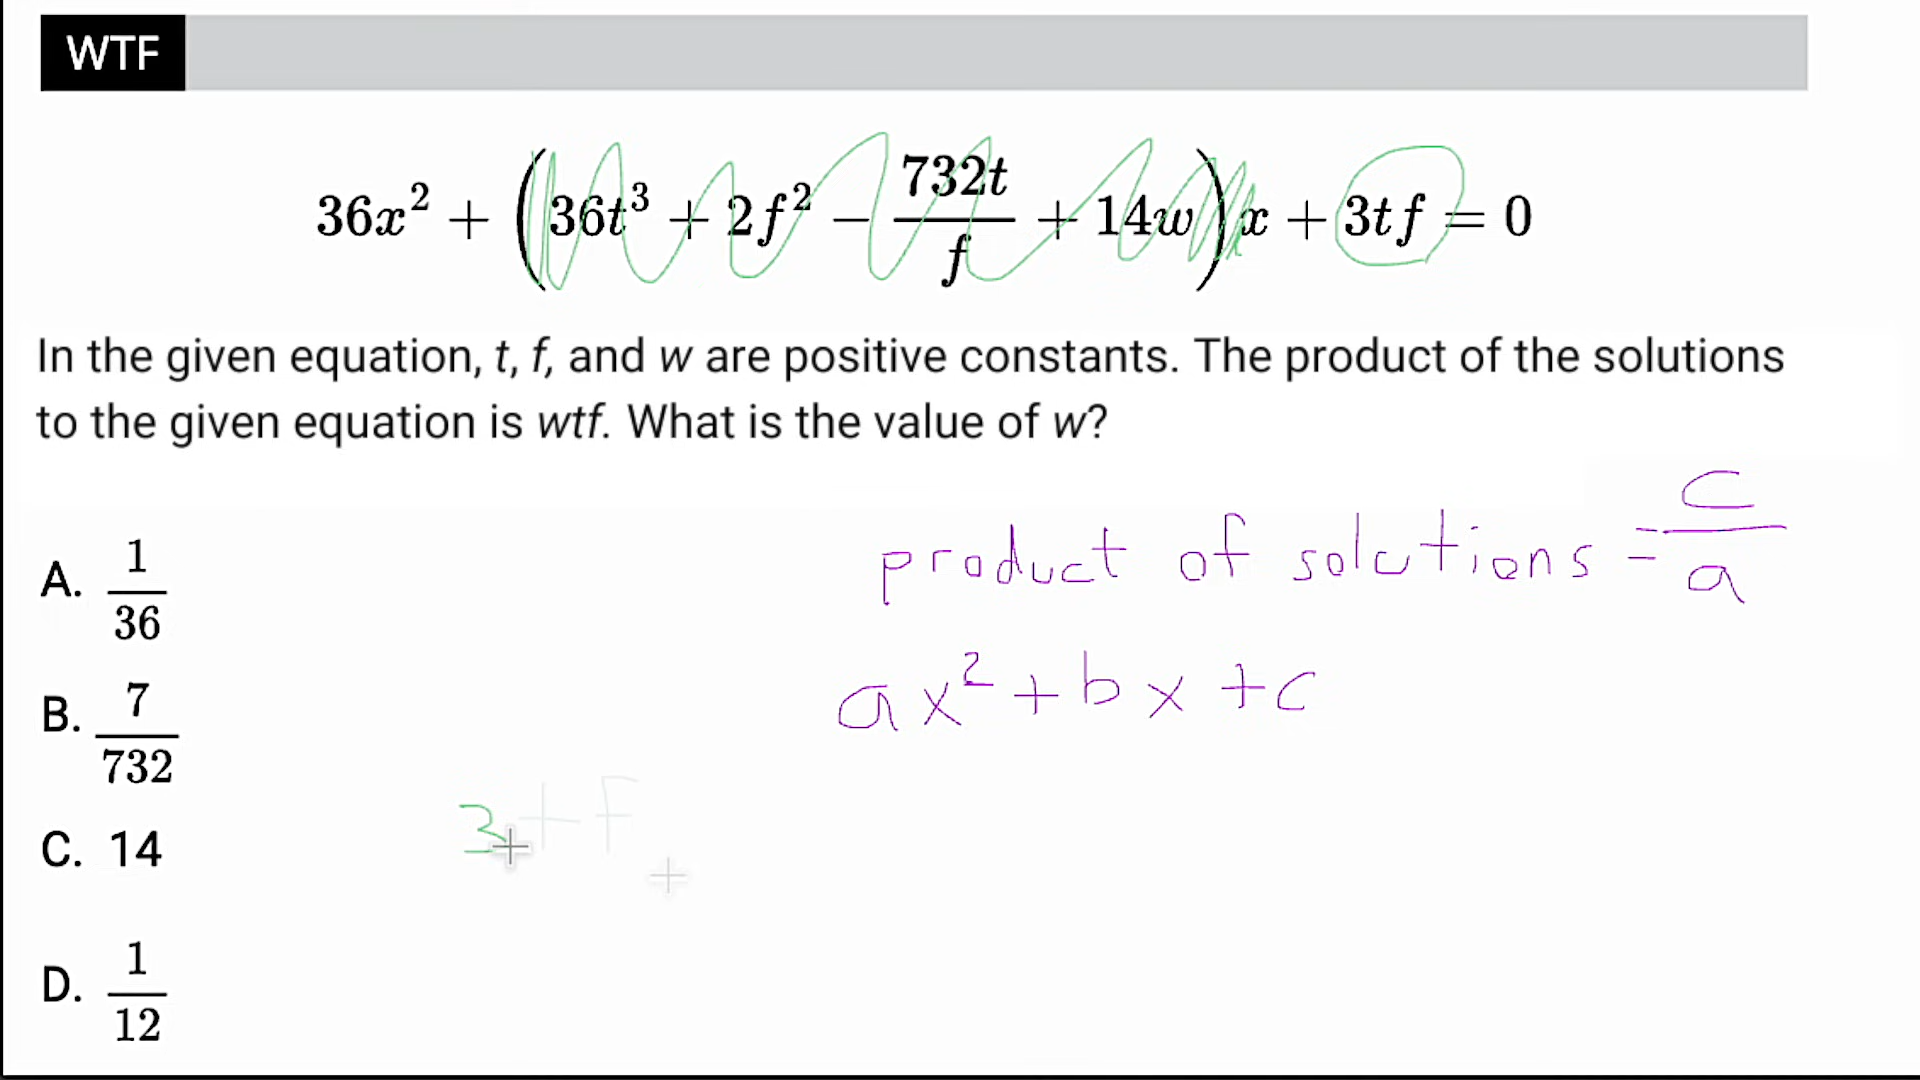 WTF
36x² + (36t³ + 2f² − 732t/f + 14w)x + 3tf = 0
In the given equation, t, f, and w are positive constants. The product of the solutions
to the given equation is wtf. What is the value of w?
product of solutions = c/a
A. 1/36
ax² + bx + c
B. 7/732
3tf
C. 14
D. 1/12